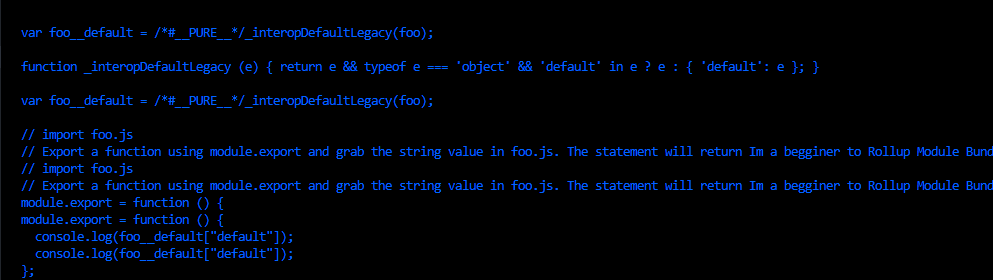 var foo__default = /*#__PURE__*/_interopDefaultLegacy(foo);
function _interopDefaultLegacy (e) { return e && typeof e === 'object' && 'default' in e ? e : { 'default': e }; }
var foo__default = /*#__PURE__*/_interopDefaultLegacy(foo);
// import foo.js
// Export a function using module.export and grab the string value in foo.js. The statement will return Im a begginer to Rollup Module Bund
// import foo.js
// Export a function using module.export and grab the string value in foo.js. The statement will return Im a begginer to Rollup Module Bund
module.export = function () {
module.export = function () {
  console.log(foo__default["default"]);
  console.log(foo__default["default"]);
};